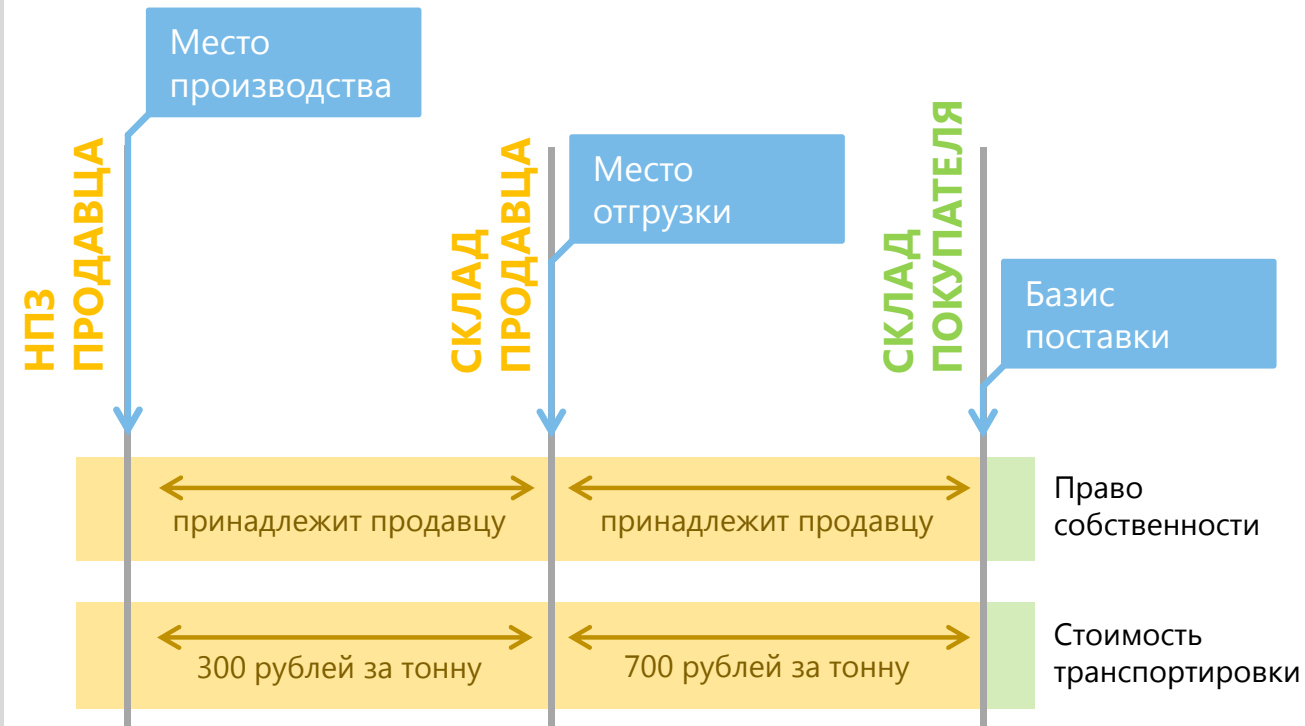 Место
производства
НПЗ
ПРОДАВЦА
Место
отгрузки
СКЛАД
ПРОДАВЦА
Базис
поставки
СКЛАД
ПОКУПАТЕЛЯ
принадлежит продавцу
принадлежит продавцу
Право
собственности
300 рублей за тонну
700 рублей за тонну
Стоимость
транспортировки